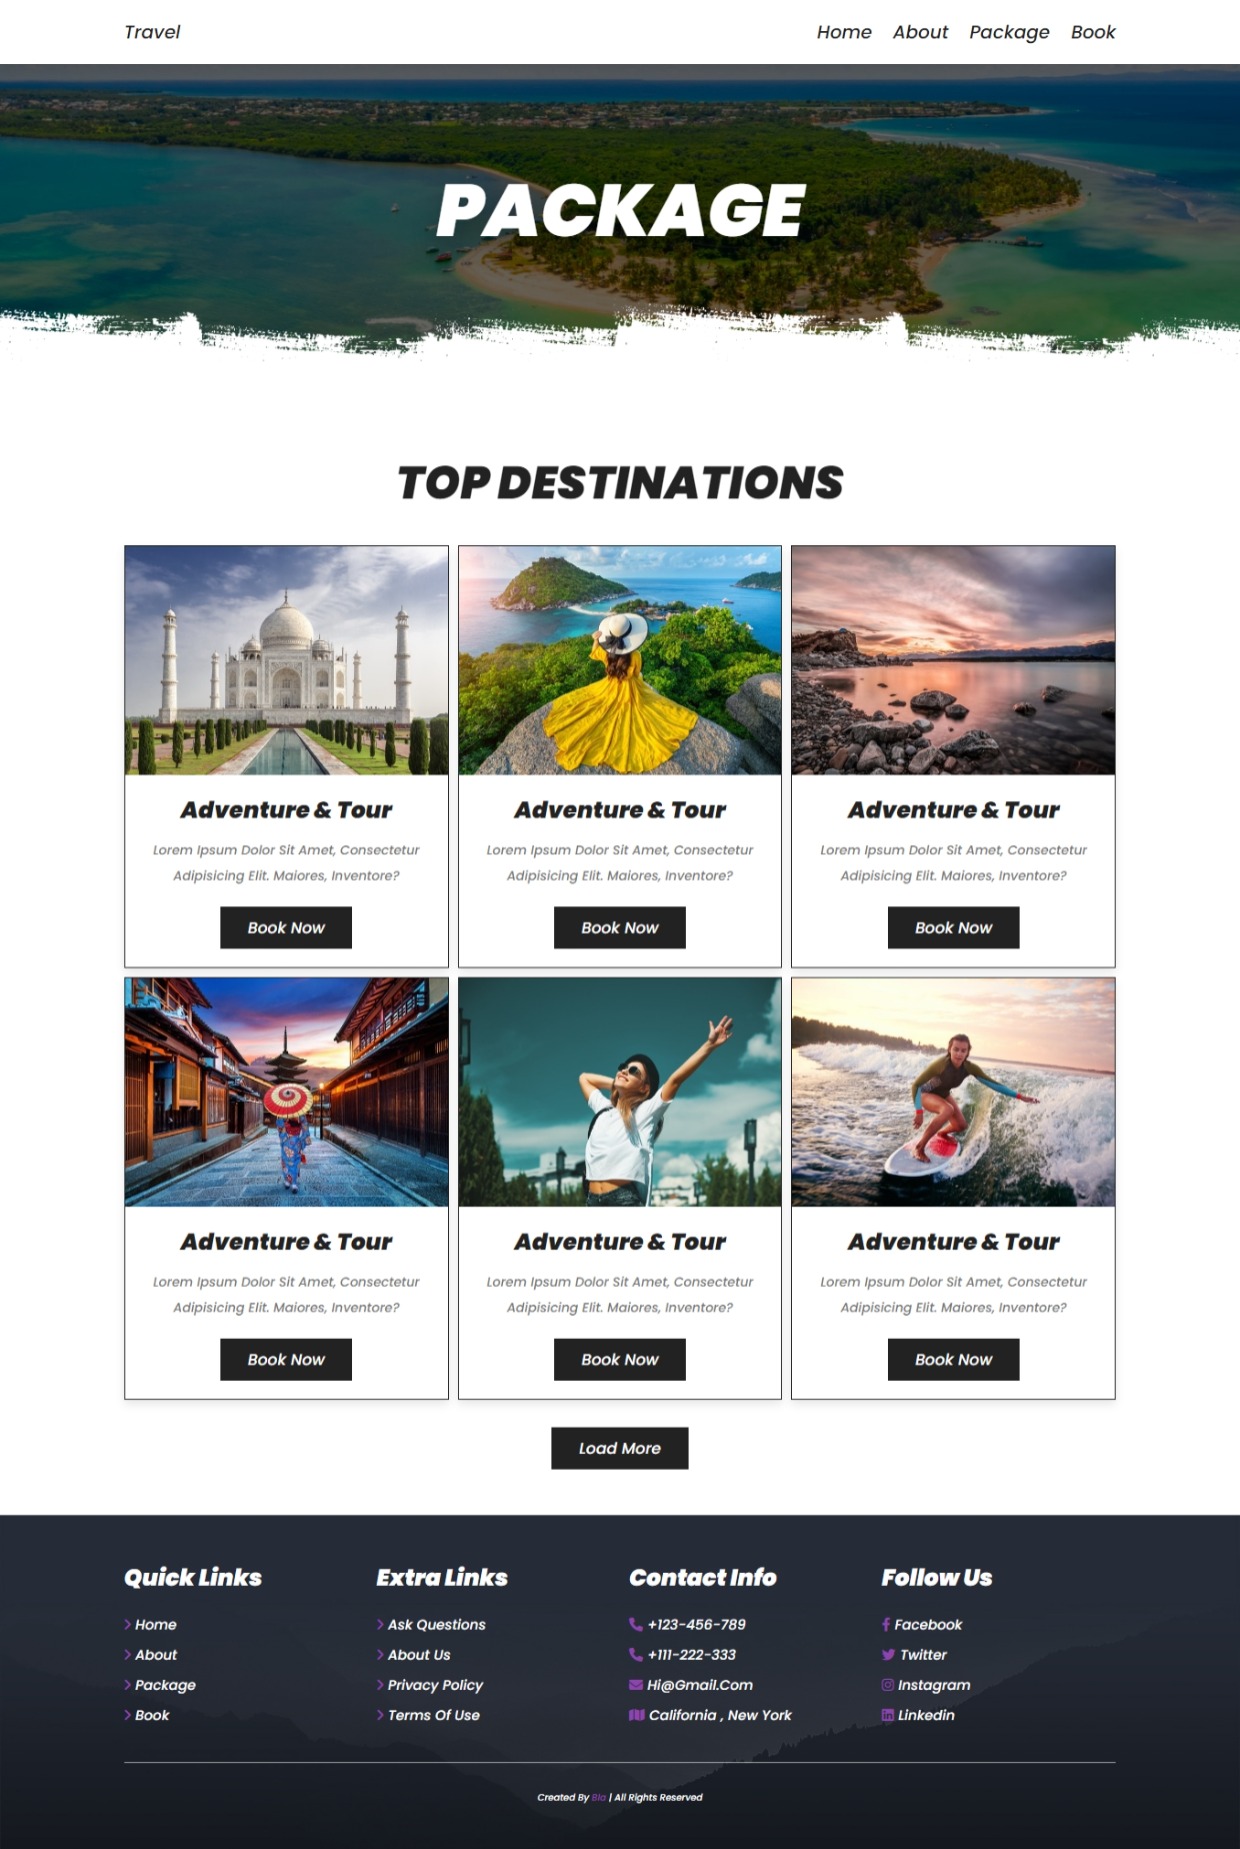 Travel
Home About Package Book
PACKAGE
TOP DESTINATIONS
Adventure & Tour
Lorem Ipsum Dolor Sit Amet, Consectetur
Adipisicing Elit. Maiores, Inventore?
Book Now
Adventure & Tour
Lorem Ipsum Dolor Sit Amet, Consectetur
Adipisicing Elit. Maiores, Inventore?
Book Now
Adventure & Tour
Lorem Ipsum Dolor Sit Amet, Consectetur
Adipisicing Elit. Maiores, Inventore?
Book Now
Adventure & Tour
Lorem Ipsum Dolor Sit Amet, Consectetur
Adipisicing Elit. Maiores, Inventore?
Book Now
Adventure & Tour
Lorem Ipsum Dolor Sit Amet, Consectetur
Adipisicing Elit. Maiores, Inventore?
Book Now
Adventure & Tour
Lorem Ipsum Dolor Sit Amet, Consectetur
Adipisicing Elit. Maiores, Inventore?
Book Now
Load More
Quick Links
Home
About
Package
Book
Extra Links
Ask Questions
About Us
Privacy Policy
Terms Of Use
Contact Info
+123-456-789
+111-222-333
Hi@Gmail.Com
California , New York
Follow Us
Facebook
Twitter
Instagram
Linkedin
Created By Bla | All Rights Reserved